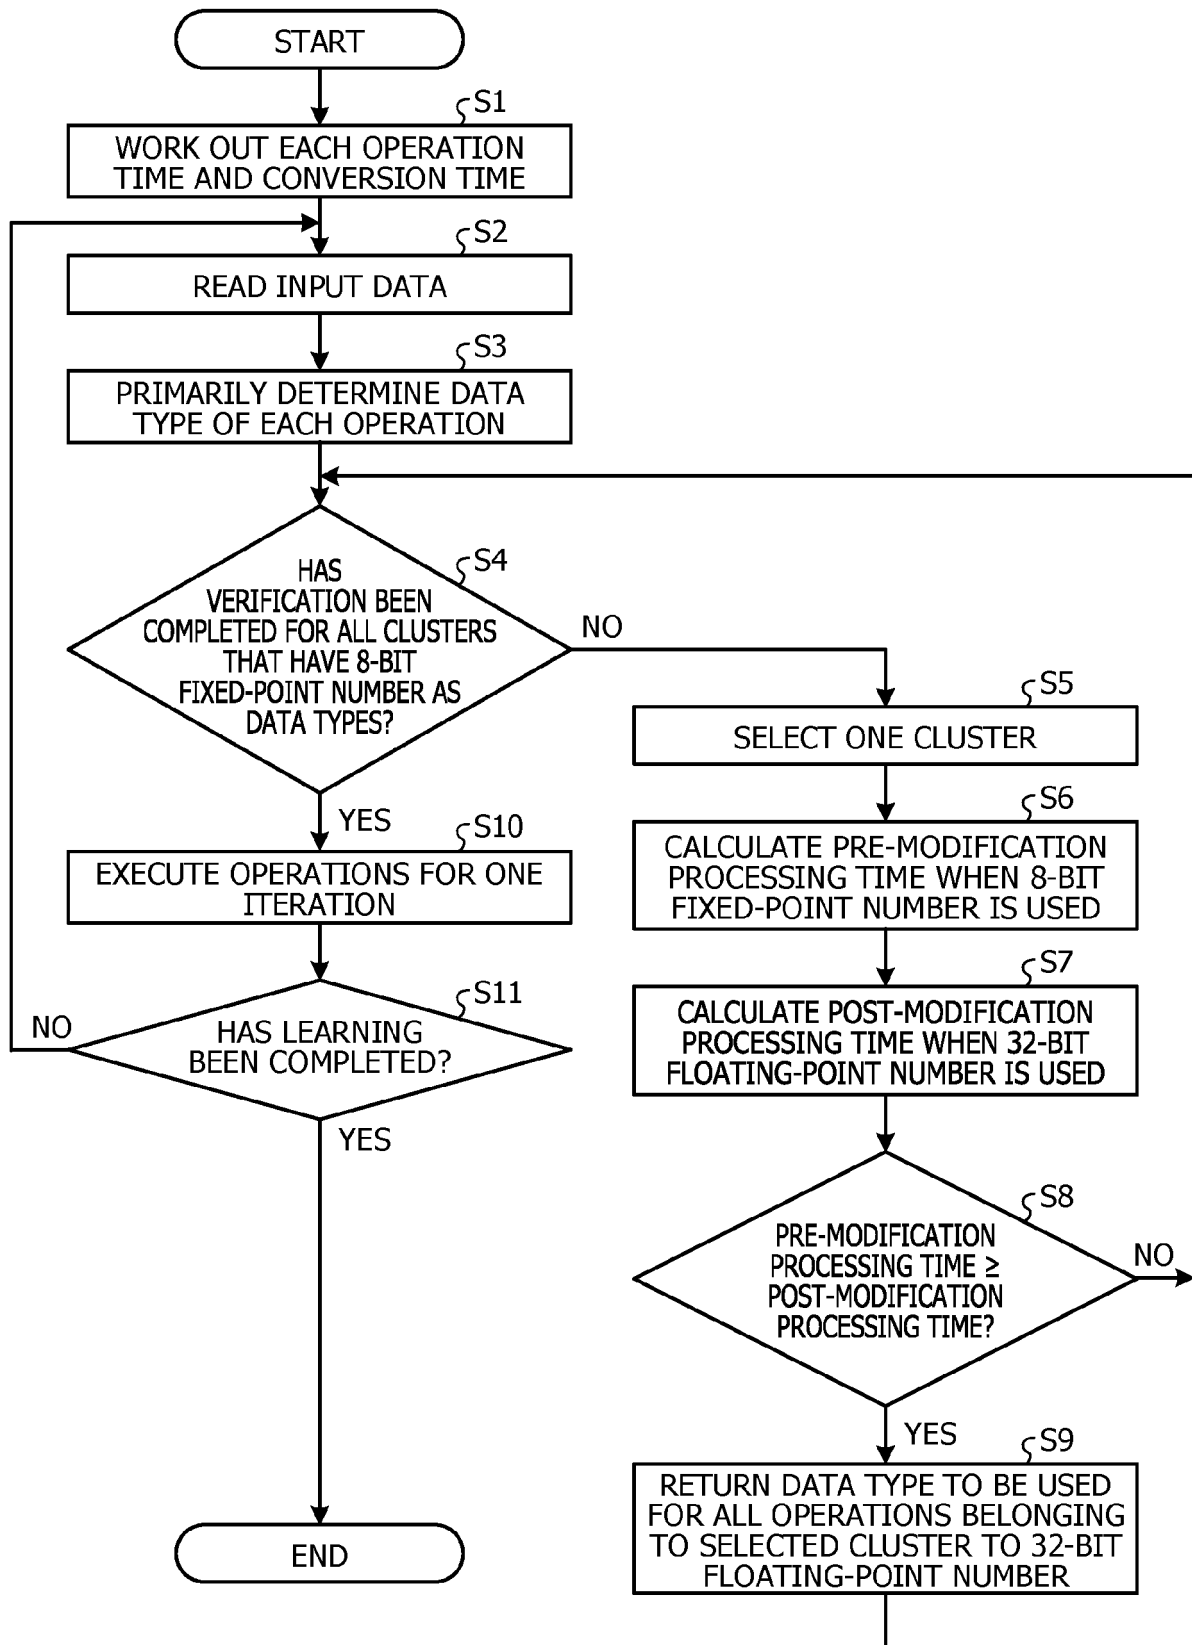 START
S1
WORK OUT EACH OPERATION
TIME AND CONVERSION TIME
S2
READ INPUT DATA
S3
PRIMARILY DETERMINE DATA
TYPE OF EACH OPERATION
S4
HAS
VERIFICATION BEEN
COMPLETED FOR ALL CLUSTERS
THAT HAVE 8-BIT
FIXED-POINT NUMBER AS
DATA TYPES?
NO
YES
S5
SELECT ONE CLUSTER
S6
CALCULATE PRE-MODIFICATION
PROCESSING TIME WHEN 8-BIT
FIXED-POINT NUMBER IS USED
S7
CALCULATE POST-MODIFICATION
PROCESSING TIME WHEN 32-BIT
FLOATING-POINT NUMBER IS USED
S8
PRE-MODIFICATION
PROCESSING TIME ≥
POST-MODIFICATION
PROCESSING TIME?
NO
YES
S9
RETURN DATA TYPE TO BE USED
FOR ALL OPERATIONS BELONGING
TO SELECTED CLUSTER TO 32-BIT
FLOATING-POINT NUMBER
S10
EXECUTE OPERATIONS FOR ONE
ITERATION
S11
HAS LEARNING
BEEN COMPLETED?
NO
YES
END